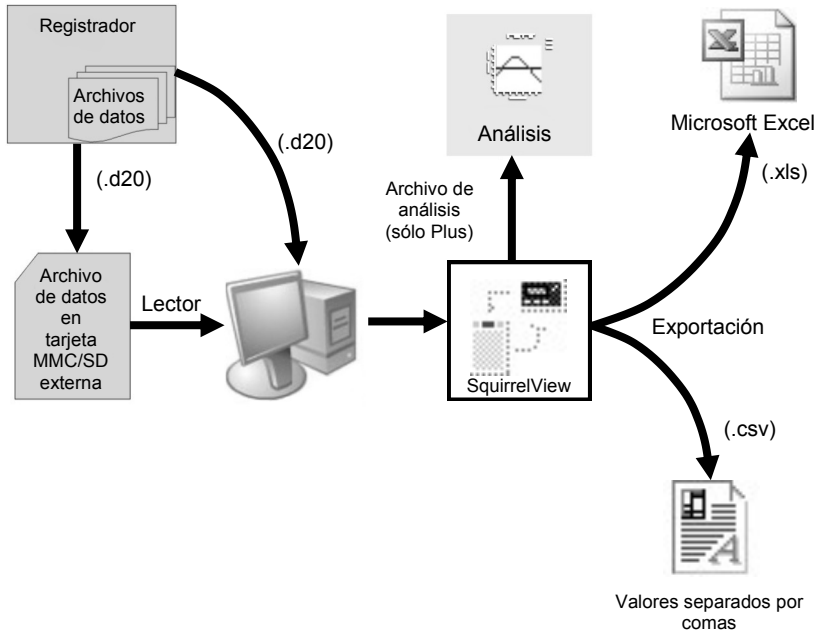 Registrador
Archivos
de datos
(.d20)
(.d20)
Archivo
de datos
en
tarjeta
MMC/SD
externa
Lector
Análisis
Archivo de
análisis
(sólo Plus)
SquirrelView
Microsoft Excel
(.xls)
Exportación
(.csv)
Valores separados por
comas